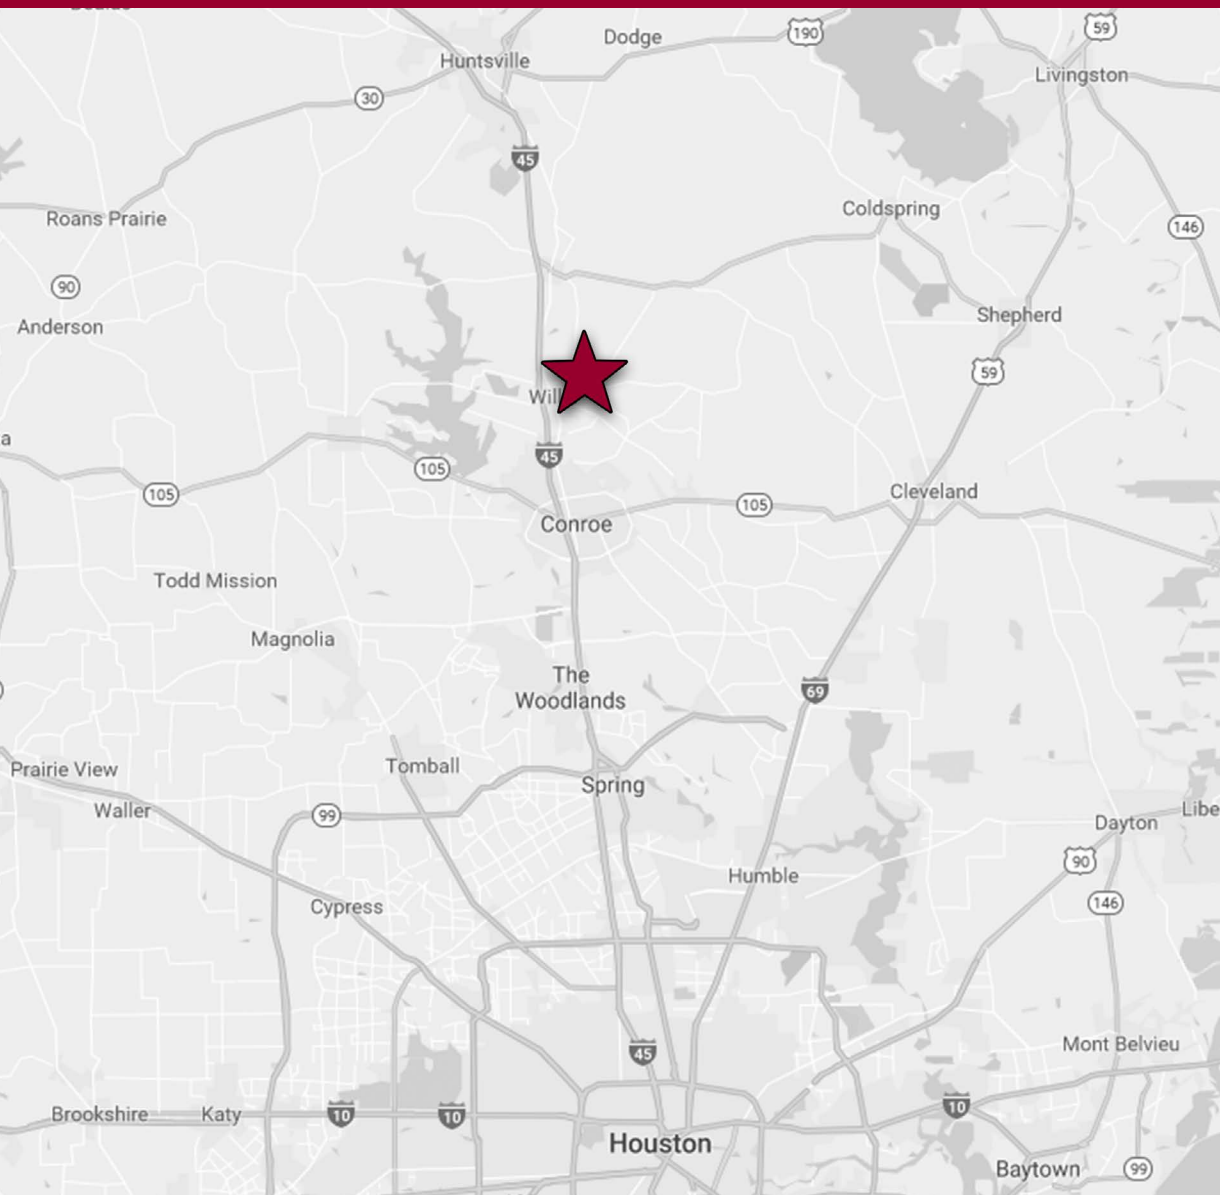 59
190
Dodge
Huntsville
Livingston
30
45
Coldspring
Roans Prairie
146
90
Anderson
Shepherd
59
Will
a
45
105
105
Cleveland
105
Conroe
Todd Mission
Magnolia
The
Woodlands
69
Prairie View
Tomball
Spring
Waller
99
Libe
Dayton
90
Humble
146
Cypress
Mont Belvieu
45
10
Brookshire
Katy
10
10
Houston
Baytown
99